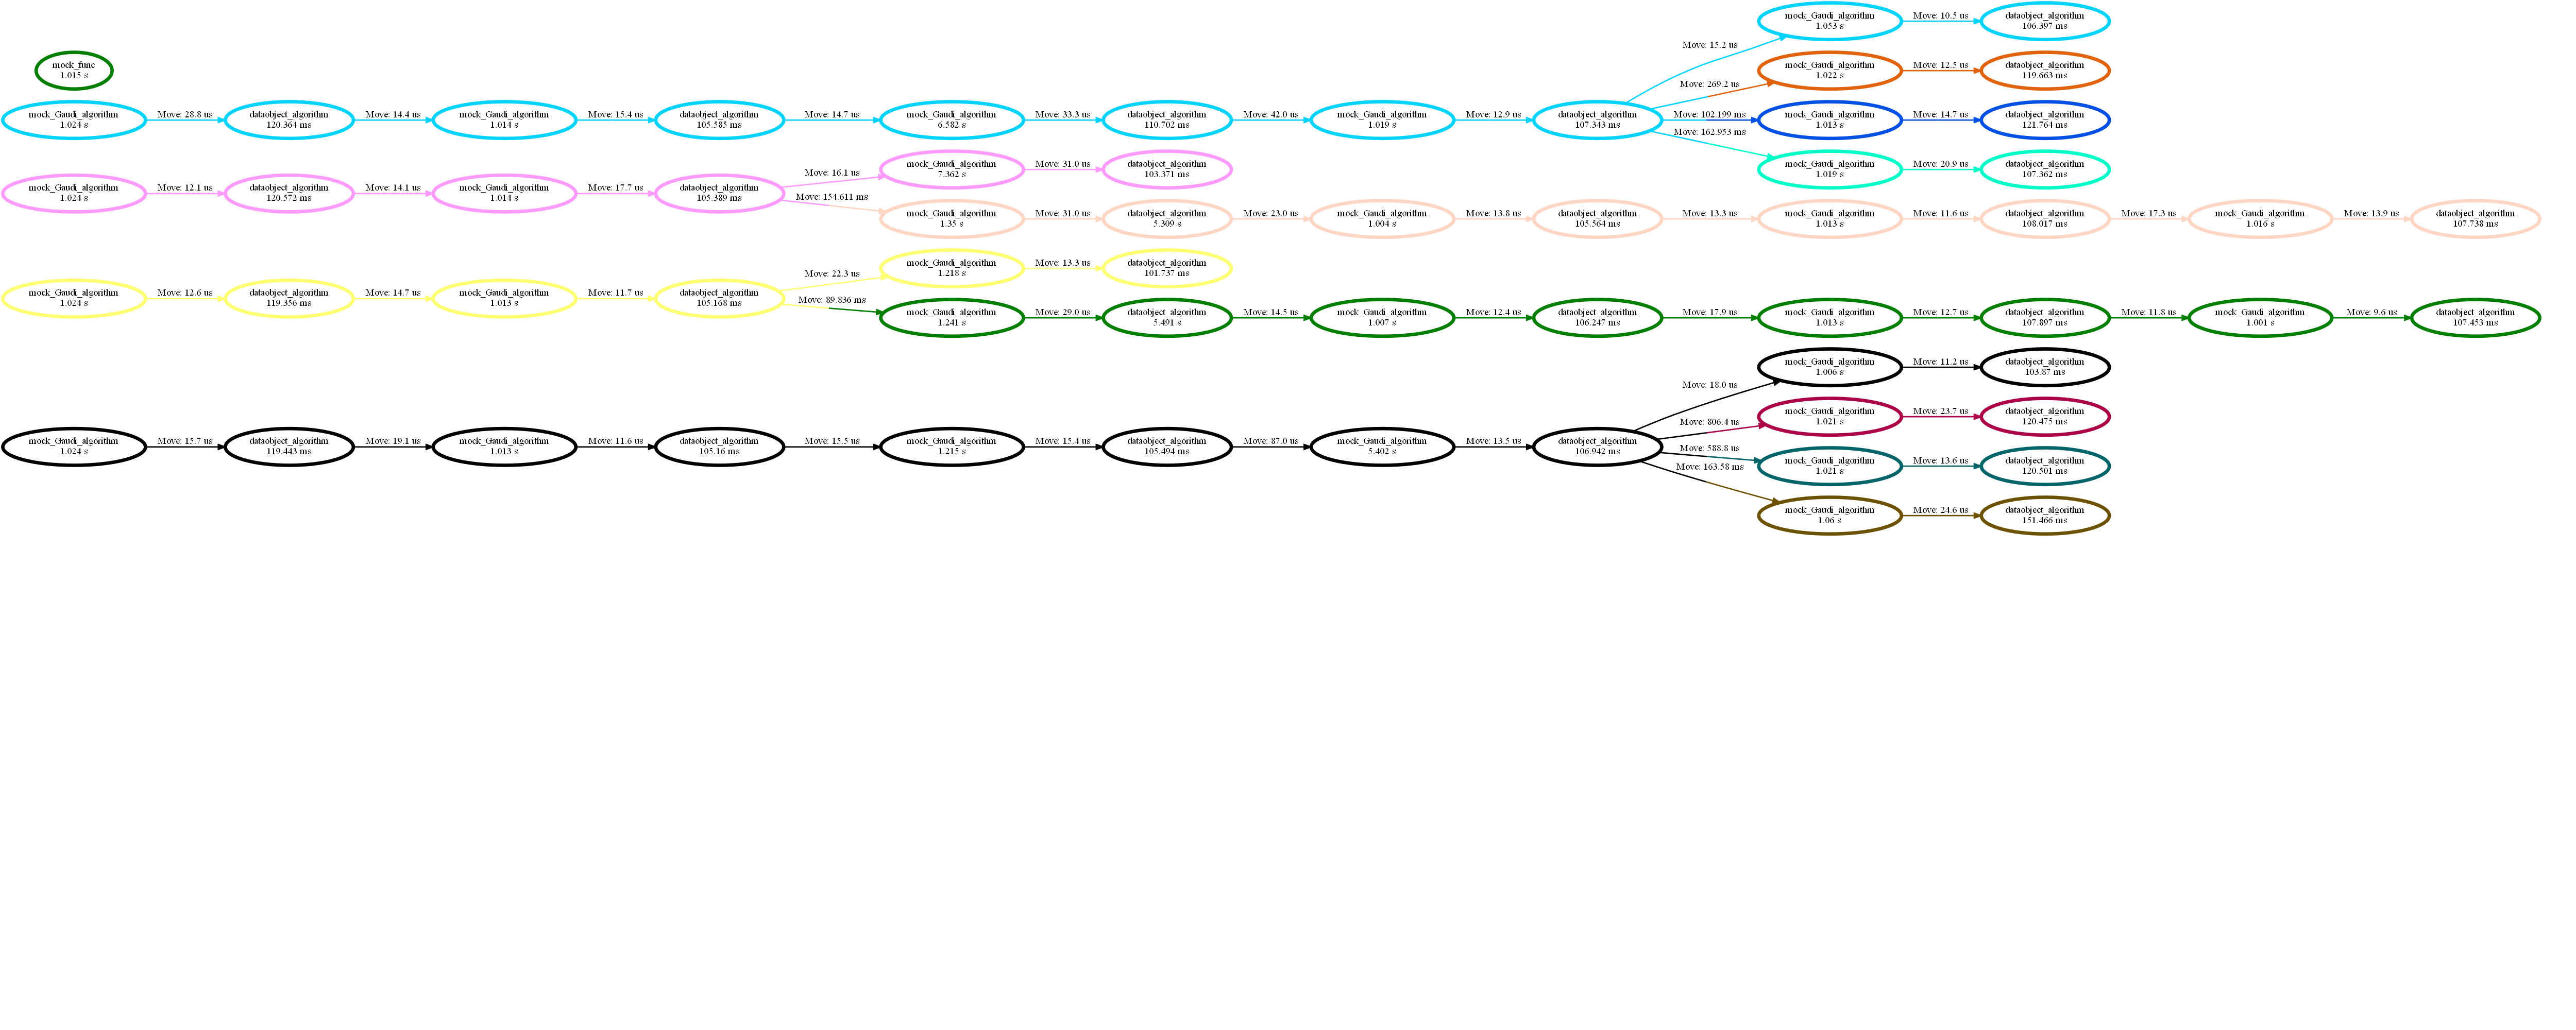 mock_Gaudi_algorithm
1.053 s
Move: 10.5 us
dataobject_algorithm
106.397 ms
Move: 15.2 us
mock_func
1.015 s
mock_Gaudi_algorithm
1.022 s
Move: 12.5 us
dataobject_algorithm
119.663 ms
Move: 269.2 us
mock_Gaudi_algorithm
1.024 s
Move: 28.8 us
dataobject_algorithm
120.364 ms
Move: 14.4 us
mock_Gaudi_algorithm
1.014 s
Move: 15.4 us
dataobject_algorithm
105.585 ms
Move: 14.7 us
mock_Gaudi_algorithm
6.582 s
Move: 33.3 us
dataobject_algorithm
110.702 ms
Move: 42.0 us
mock_Gaudi_algorithm
1.019 s
Move: 12.9 us
dataobject_algorithm
107.343 ms
Move: 102.199 ms
mock_Gaudi_algorithm
1.013 s
Move: 14.7 us
dataobject_algorithm
121.764 ms
Move: 162.953 ms
mock_Gaudi_algorithm
1.019 s
Move: 20.9 us
dataobject_algorithm
107.362 ms
mock_Gaudi_algorithm
1.024 s
Move: 12.1 us
dataobject_algorithm
120.572 ms
Move: 14.1 us
mock_Gaudi_algorithm
1.014 s
Move: 17.7 us
dataobject_algorithm
105.389 ms
Move: 16.1 us
mock_Gaudi_algorithm
7.362 s
Move: 31.0 us
dataobject_algorithm
103.371 ms
Move: 154.611 ms
mock_Gaudi_algorithm
1.35 s
Move: 31.0 us
dataobject_algorithm
5.309 s
Move: 23.0 us
mock_Gaudi_algorithm
1.004 s
Move: 13.8 us
dataobject_algorithm
105.564 ms
Move: 13.3 us
mock_Gaudi_algorithm
1.013 s
Move: 11.6 us
dataobject_algorithm
108.017 ms
Move: 17.3 us
mock_Gaudi_algorithm
1.016 s
Move: 13.9 us
dataobject_algorithm
107.738 ms
mock_Gaudi_algorithm
1.024 s
Move: 12.6 us
dataobject_algorithm
119.356 ms
Move: 14.7 us
mock_Gaudi_algorithm
1.013 s
Move: 11.7 us
dataobject_algorithm
105.168 ms
Move: 22.3 us
mock_Gaudi_algorithm
1.218 s
Move: 13.3 us
dataobject_algorithm
101.737 ms
Move: 89.836 ms
mock_Gaudi_algorithm
1.241 s
Move: 29.0 us
dataobject_algorithm
5.491 s
Move: 14.5 us
mock_Gaudi_algorithm
1.007 s
Move: 12.4 us
dataobject_algorithm
106.247 ms
Move: 17.9 us
mock_Gaudi_algorithm
1.013 s
Move: 12.7 us
dataobject_algorithm
107.897 ms
Move: 11.8 us
mock_Gaudi_algorithm
1.001 s
Move: 9.6 us
dataobject_algorithm
107.453 ms
mock_Gaudi_algorithm
1.024 s
Move: 15.7 us
dataobject_algorithm
119.443 ms
Move: 19.1 us
mock_Gaudi_algorithm
1.013 s
Move: 11.6 us
dataobject_algorithm
105.16 ms
Move: 15.5 us
mock_Gaudi_algorithm
1.215 s
Move: 15.4 us
dataobject_algorithm
105.494 ms
Move: 87.0 us
mock_Gaudi_algorithm
5.402 s
Move: 13.5 us
dataobject_algorithm
106.942 ms
Move: 18.0 us
mock_Gaudi_algorithm
1.006 s
Move: 11.2 us
dataobject_algorithm
103.87 ms
Move: 806.4 us
mock_Gaudi_algorithm
1.021 s
Move: 23.7 us
dataobject_algorithm
120.475 ms
Move: 588.8 us
mock_Gaudi_algorithm
1.021 s
Move: 13.6 us
dataobject_algorithm
120.501 ms
Move: 163.58 ms
mock_Gaudi_algorithm
1.06 s
Move: 24.6 us
dataobject_algorithm
151.466 ms